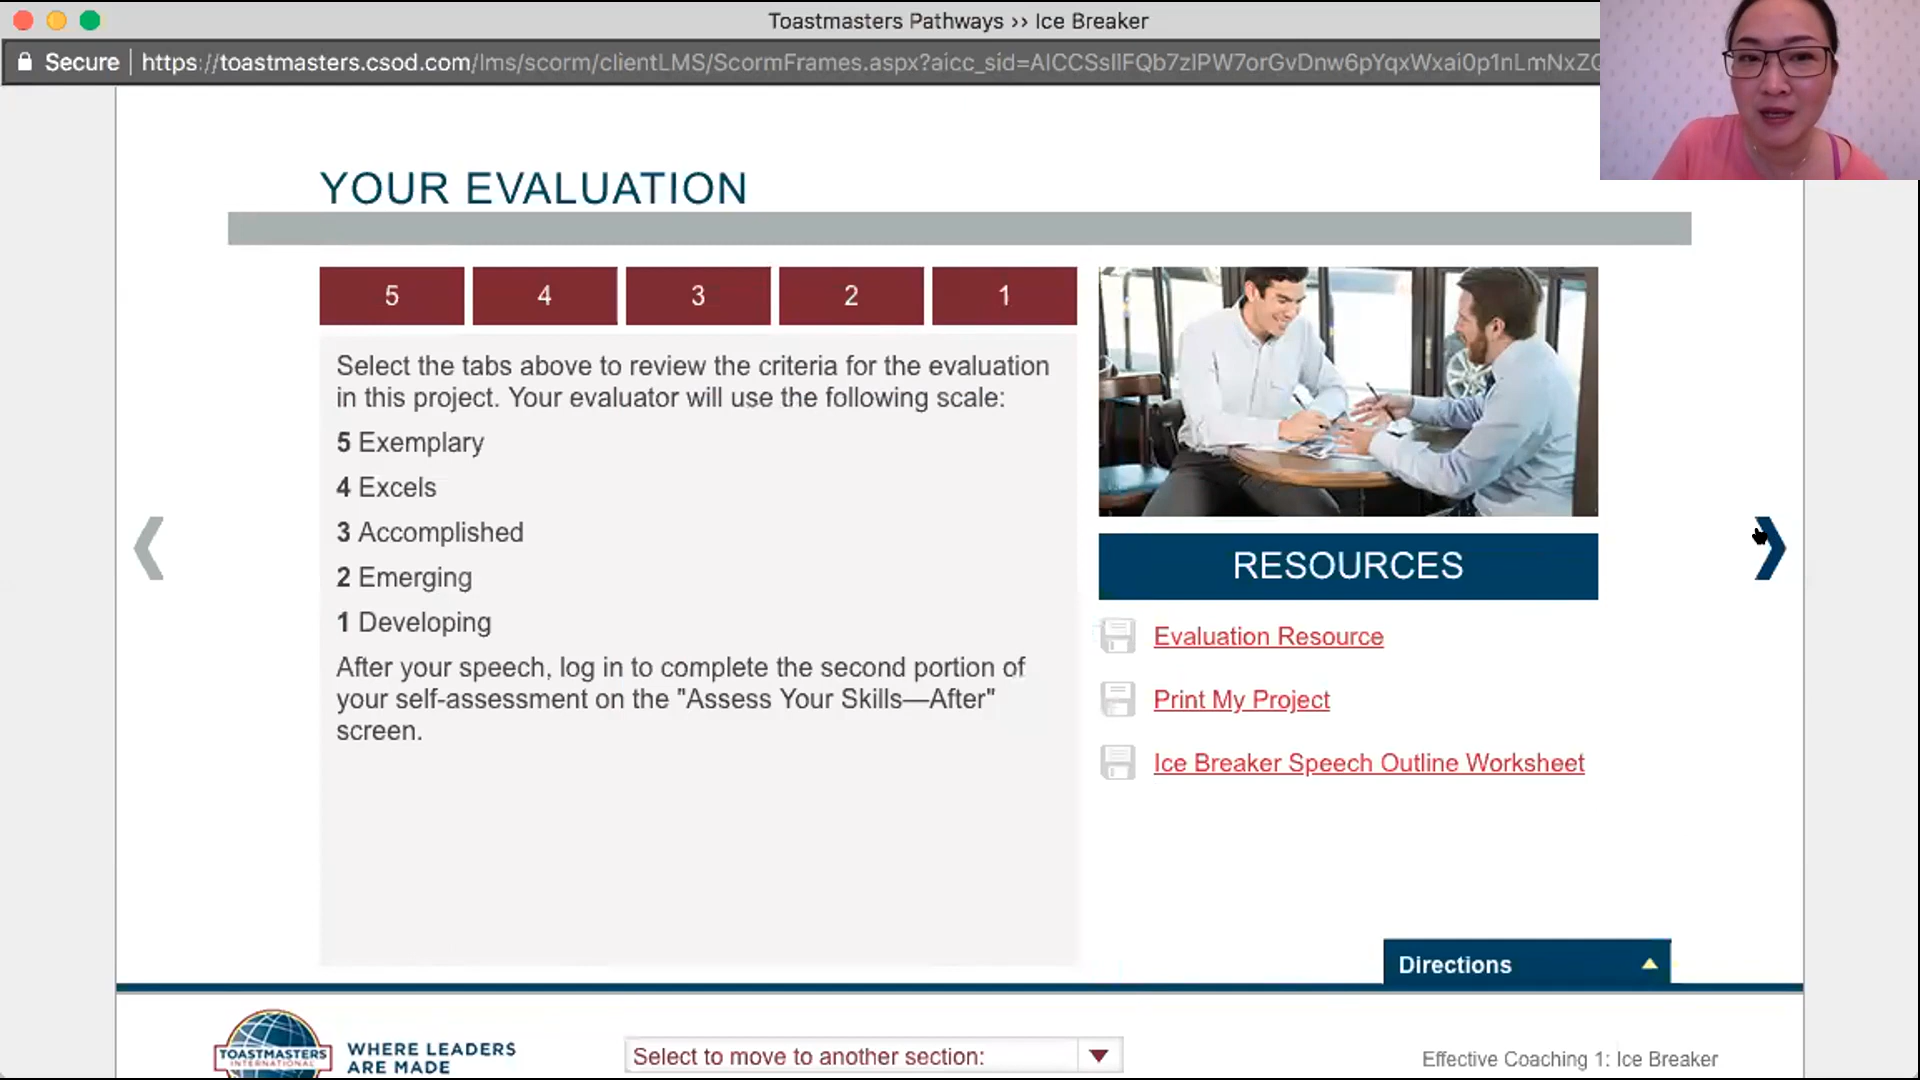 Toastmasters Pathways ›› Ice Breaker
Secure
https://toastmasters.csod.com/lms/scorm/clientLMS/ScormFrames.aspx?aicc_sid=
YOUR EVALUATION
5 4 3 2 1
Select the tabs above to review the criteria for the evaluation
in this project. Your evaluator will use the following scale:
5 Exemplary
4 Excels
3 Accomplished
2 Emerging
1 Developing
After your speech, log in to complete the second portion of
your self-assessment on the "Assess Your Skills—After"
screen.
RESOURCES
Evaluation Resource
Print My Project
Ice Breaker Speech Outline Worksheet
Directions
TOASTMASTERS
INTERNATIONAL
WHERE LEADERS
ARE MADE
Select to move to another section:
Effective Coaching 1: Ice Breaker